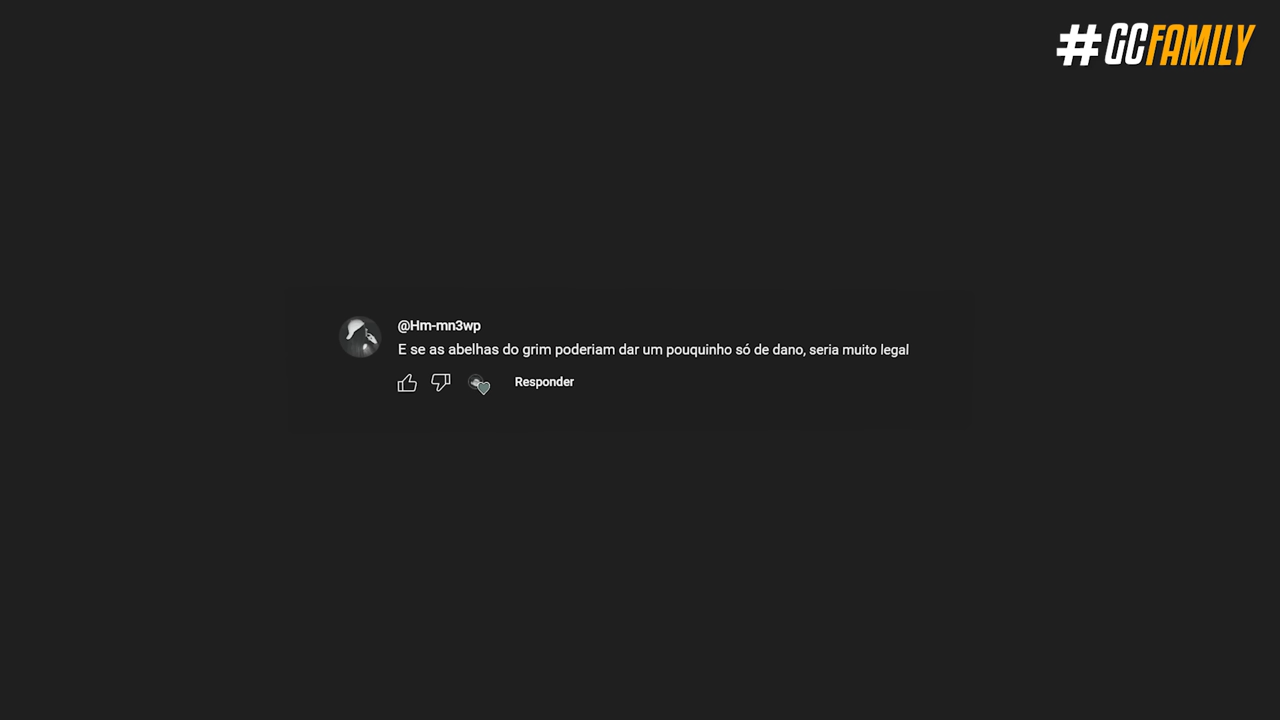 #GCFAMILY
@Hm-mn3wp
E se as abelhas do grim poderiam dar um pouquinho só de dano, seria muito legal
Responder